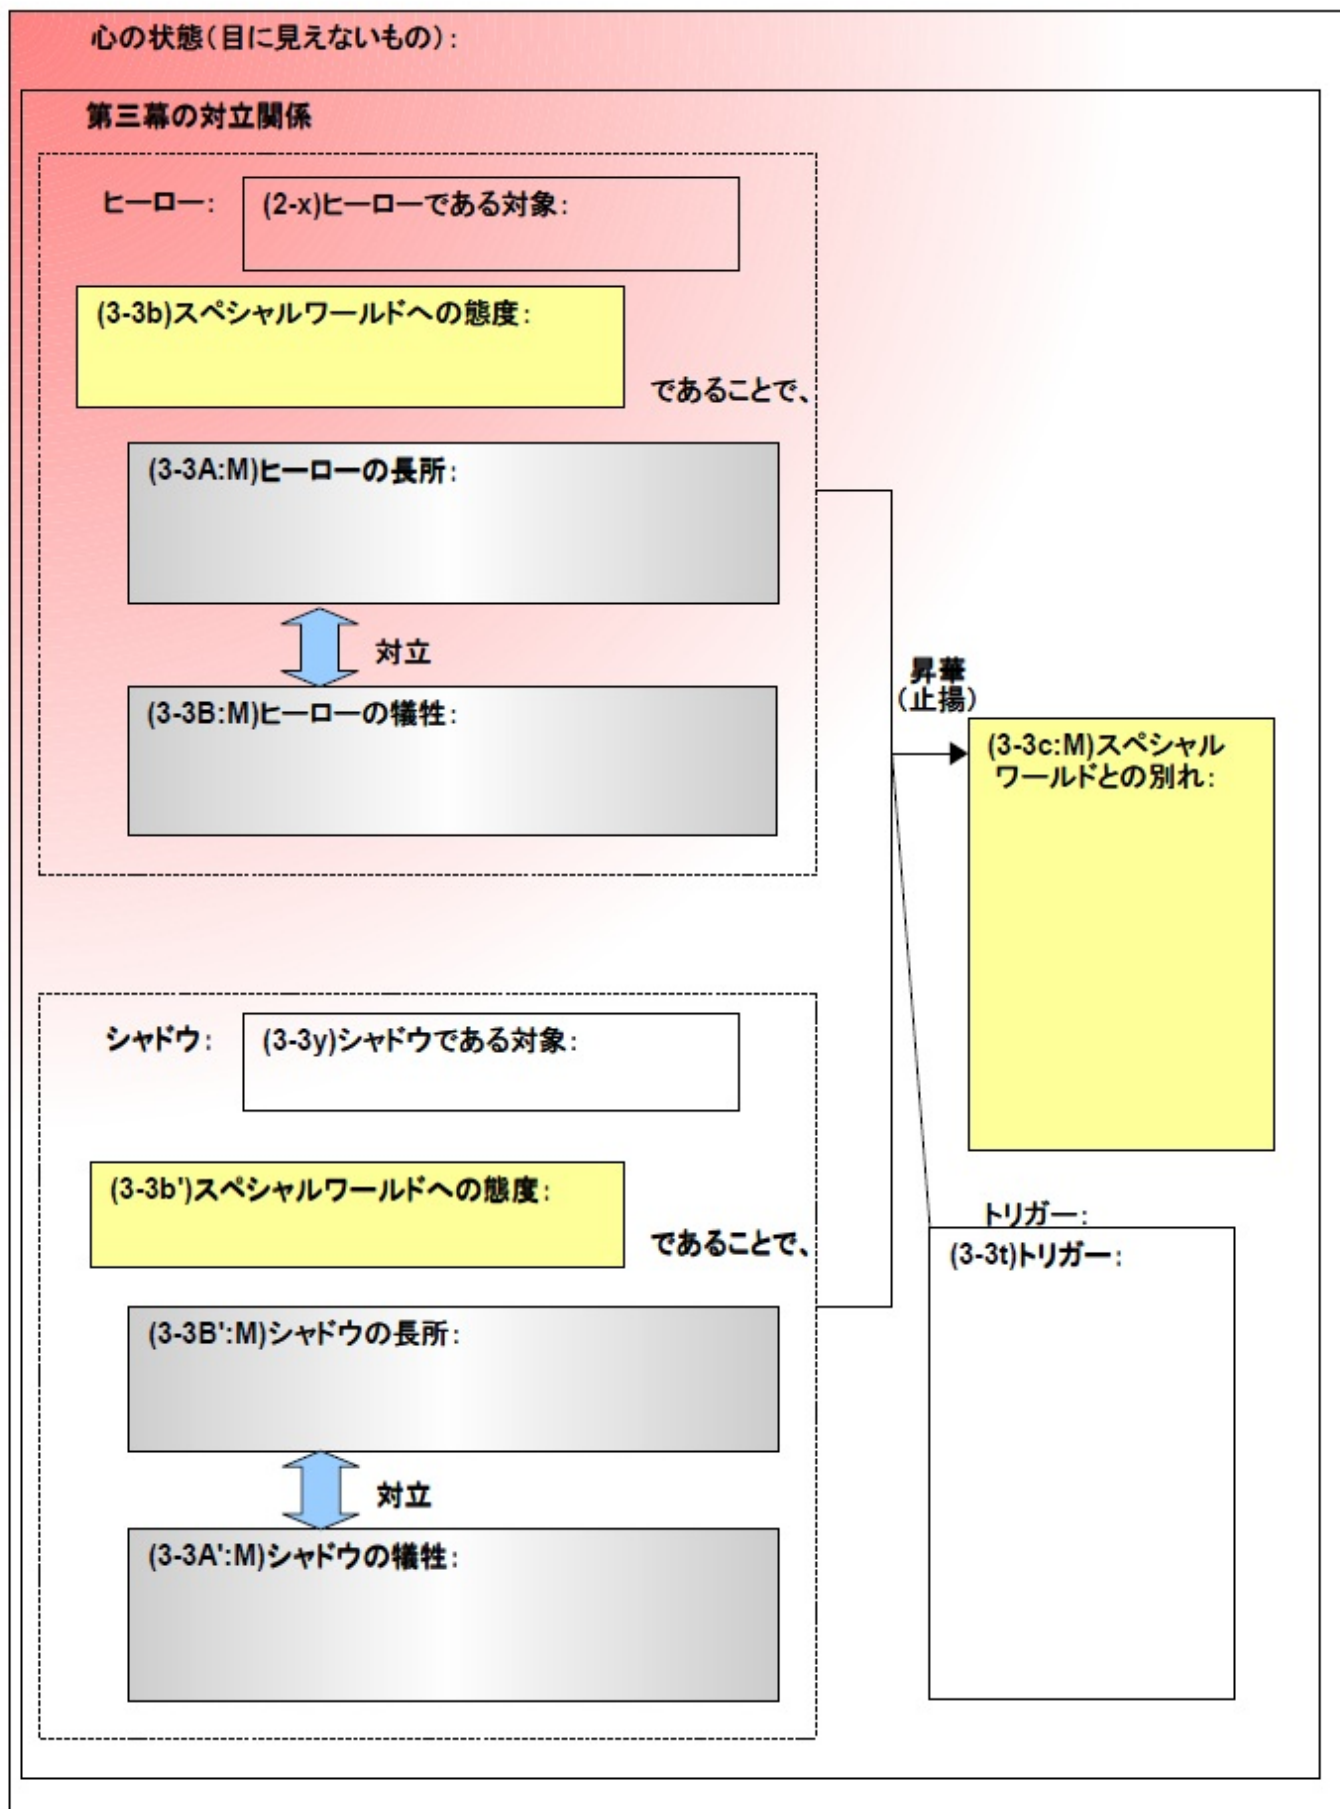 心の状態(目に見えないもの):
第三幕の対立関係
ヒーロー:
(2-x)ヒーローである対象:
(3-3b)スペシャルワールドへの態度:
であることで、
(3-3A:M)ヒーローの長所:
対立
(3-3B:M)ヒーローの犠牲:
昇華
(止揚)
(3-3c:M)スペシャル
ワールドとの別れ:
シャドウ:
(3-3y)シャドウである対象:
(3-3b')スペシャルワールドへの態度:
であることで、
トリガー:
(3-3t)トリガー:
(3-3B':M)シャドウの長所:
対立
(3-3A':M)シャドウの犠牲: